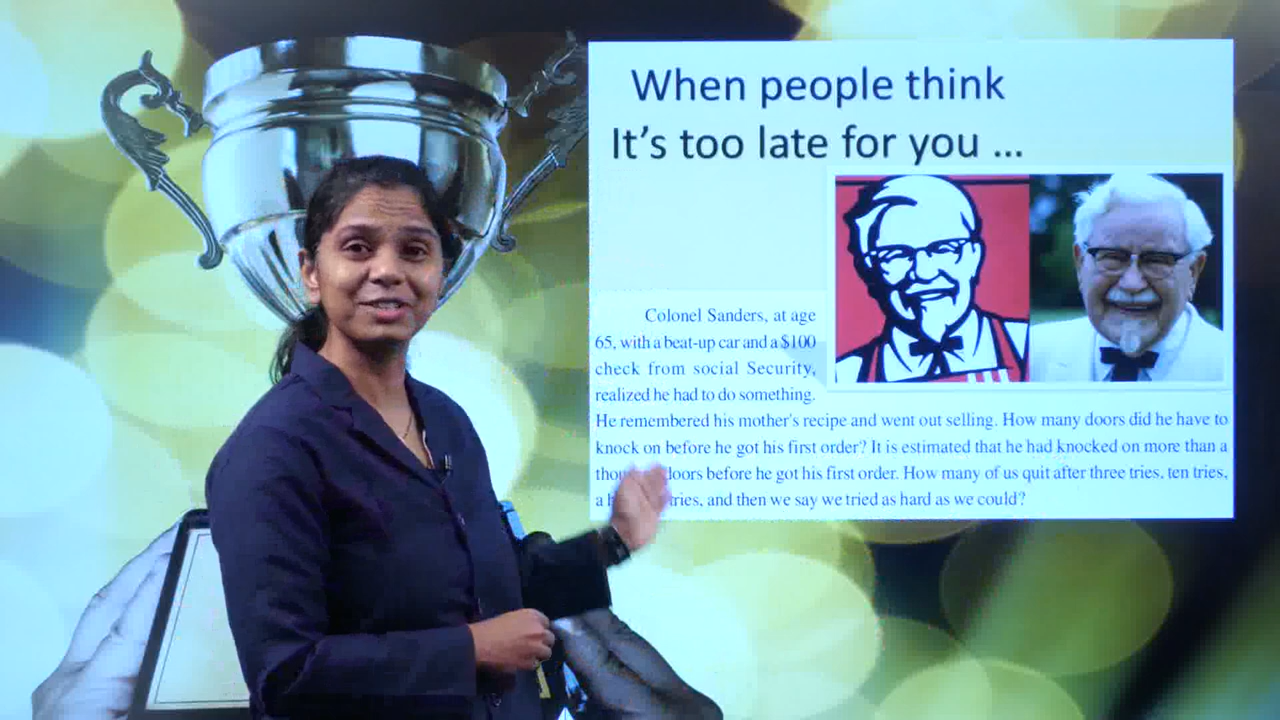 When people think
It's too late for you ...
Colonel Sanders, at age
65, with a beat-up car and a $100
check from social Security,
realized he had to do something.
He remembered his mother's recipe and went out selling. How many doors did he have to
knock on before he got his first order? It is estimated that he had knocked on more than a
doors before he got his first order. How many of us quit after three tries, ten tries,
a tries, and then we say we tried as hard as we could?